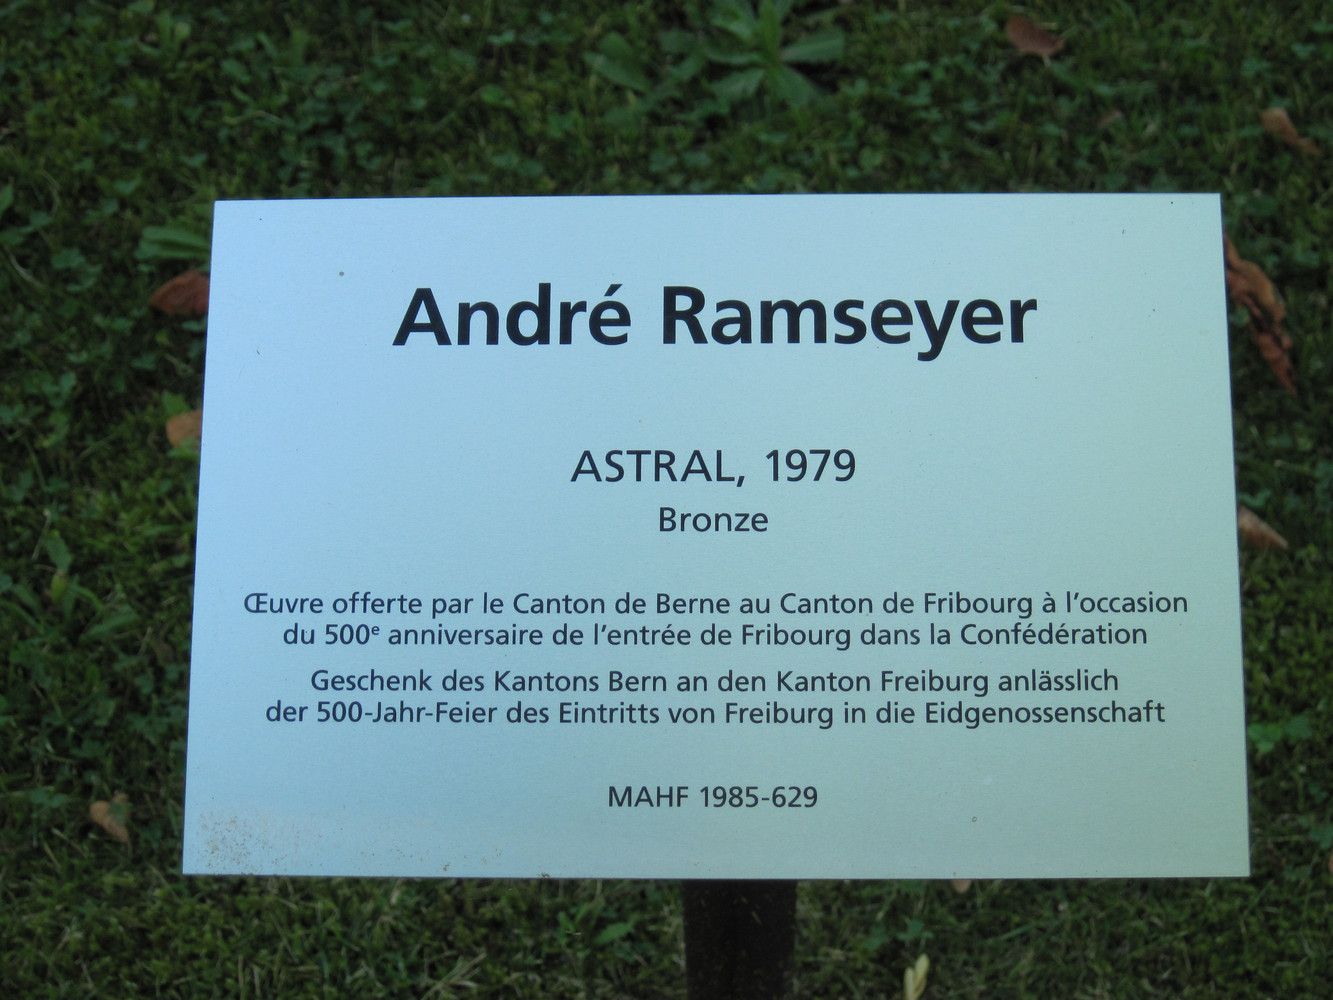 André Ramseyer
ASTRAL, 1979
Bronze
Œuvre offerte par le Canton de Berne au Canton de Fribourg à l'occasion
du 500ᵉ anniversaire de l'entrée de Fribourg dans la Confédération
Geschenk des Kantons Bern an den Kanton Freiburg anlässlich
der 500-Jahr-Feier des Eintritts von Freiburg in die Eidgenossenschaft
MAHF 1985-629